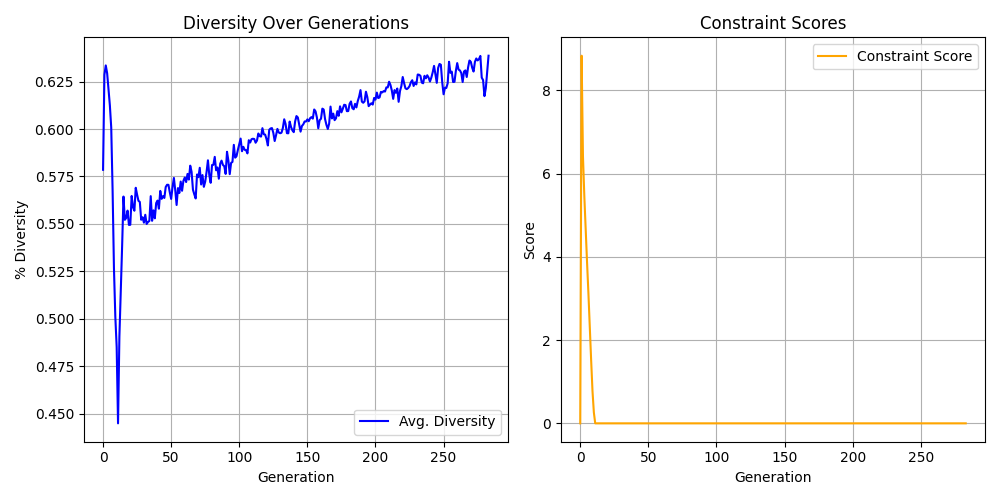 Diversity Over Generations
% Diversity
0.625
0.600
0.575
0.550
0.525
0.500
0.475
0.450
Avg. Diversity
0 50 100 150 200 250
Generation
Constraint Scores
Score
8
6
4
2
0
Constraint Score
0 50 100 150 200 250
Generation